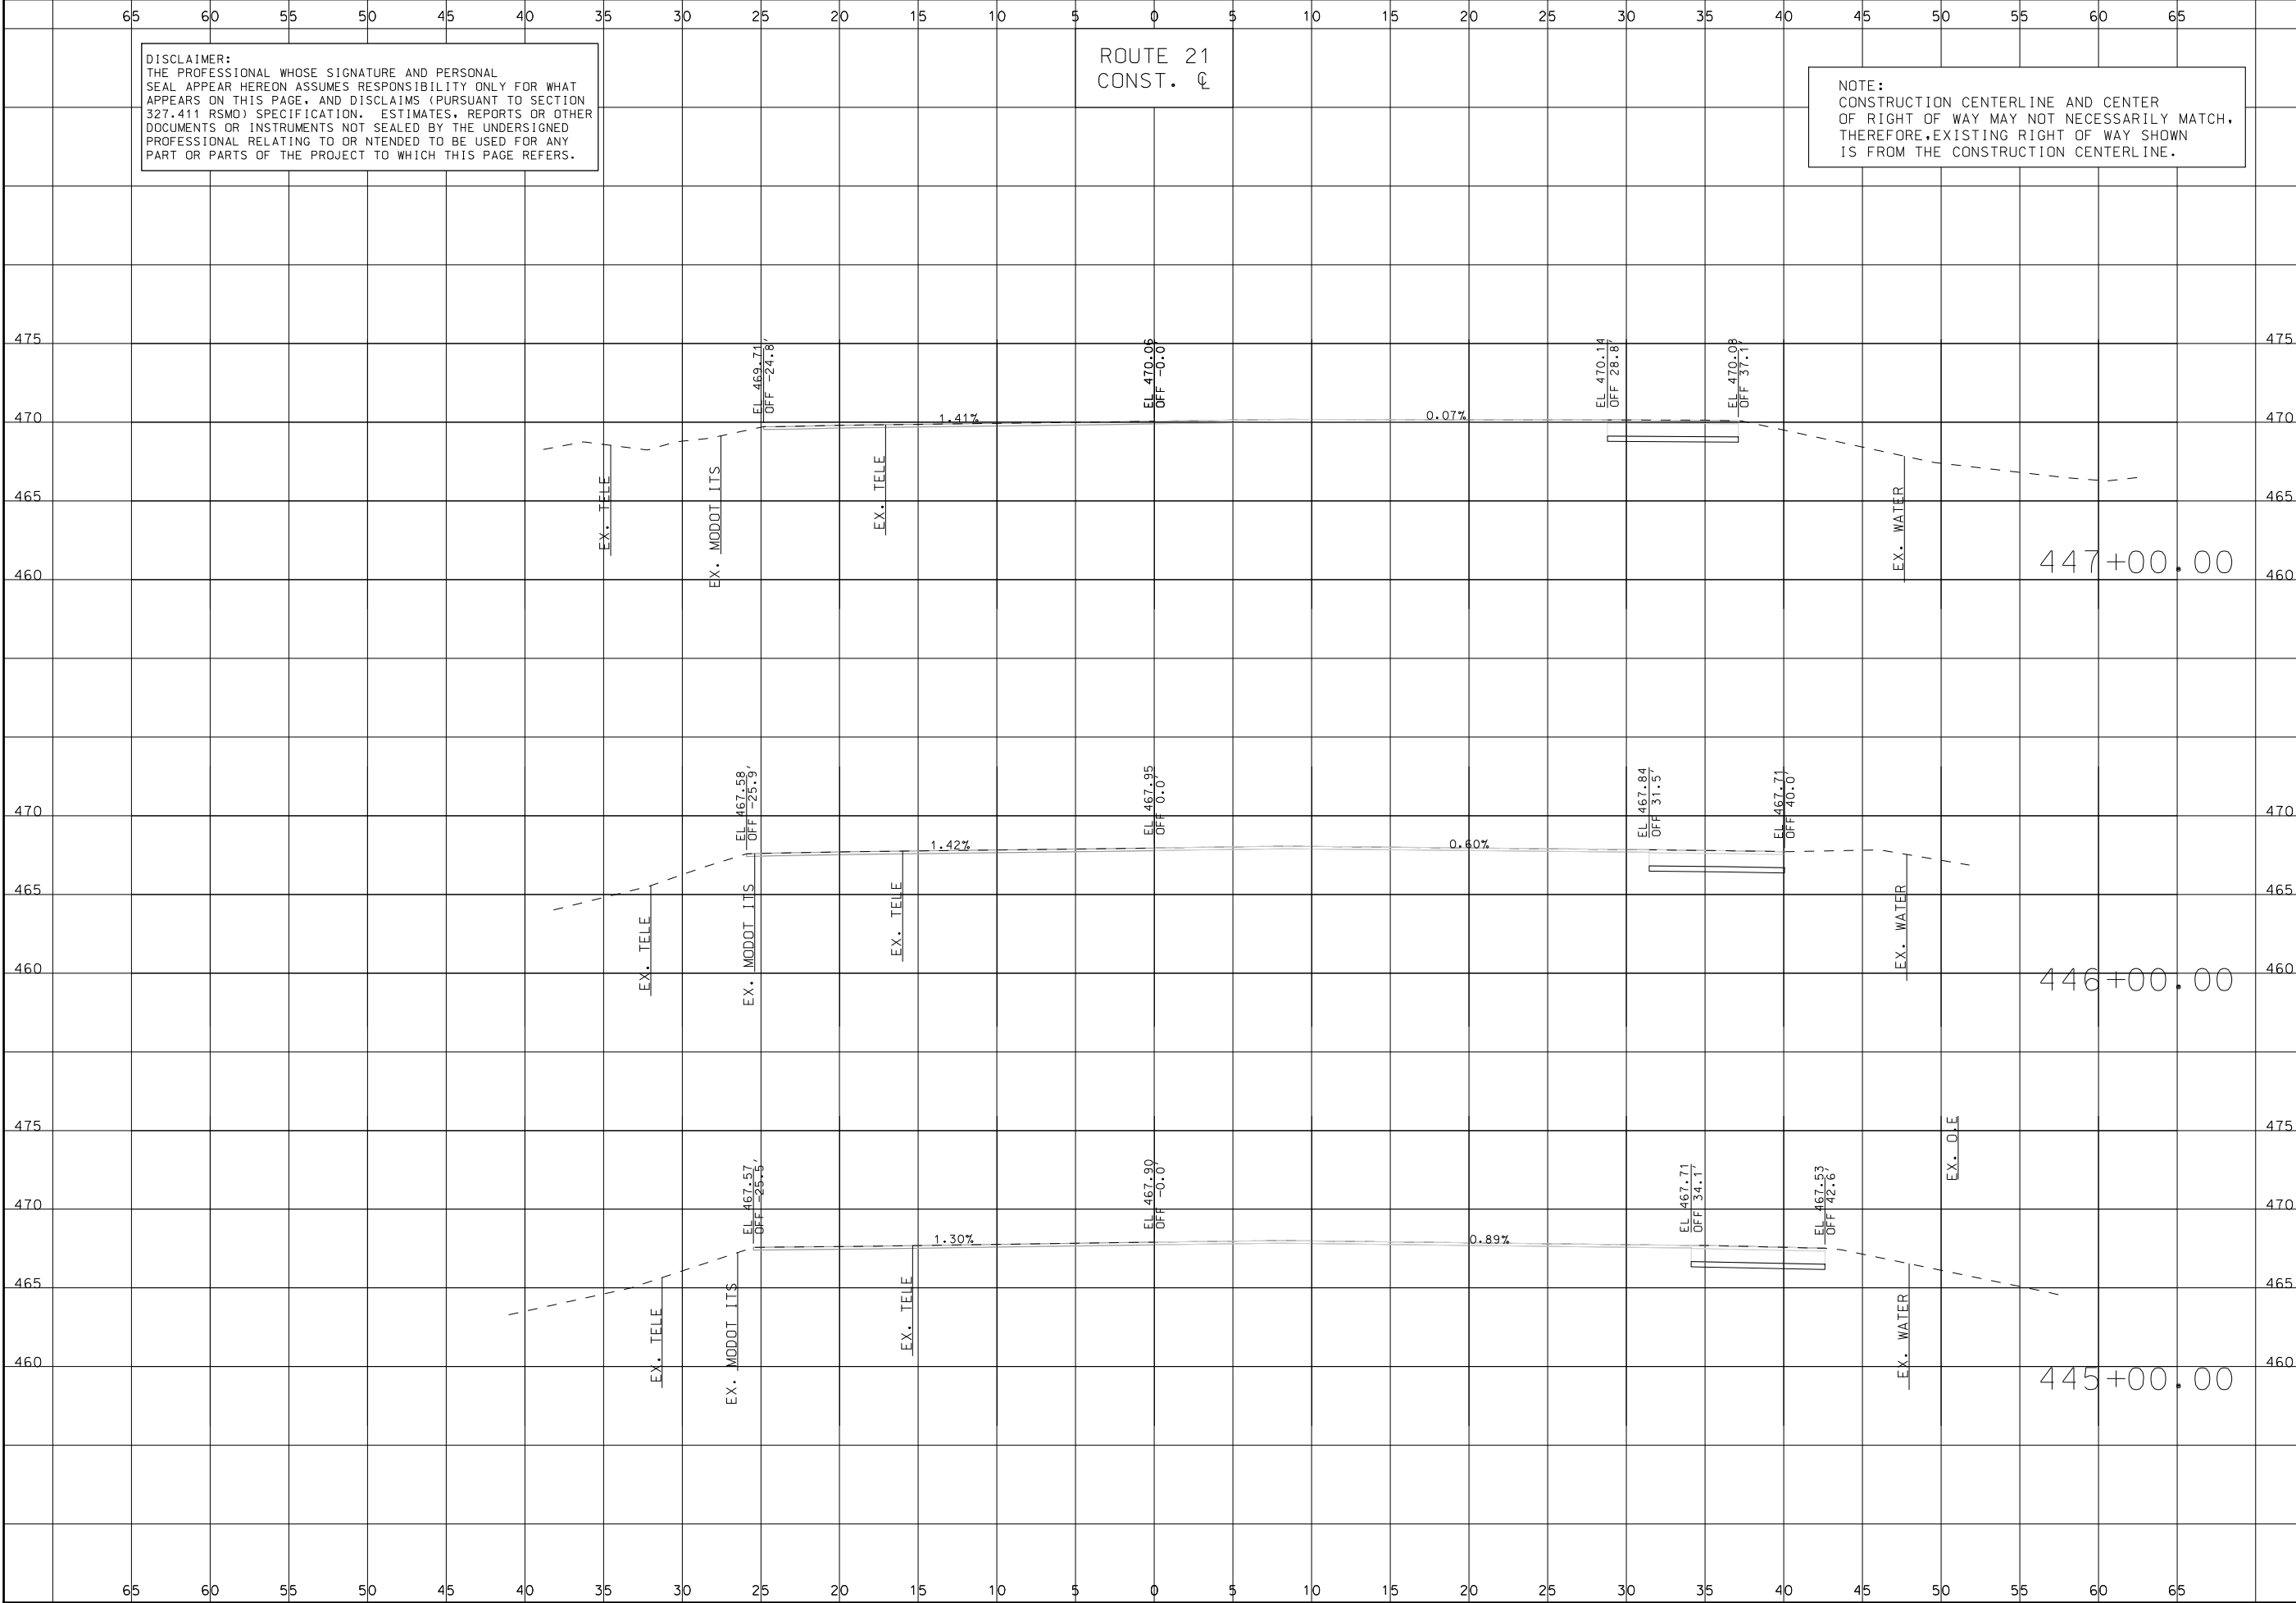 65 60 55 50 45 40 35 30 25 20 15 10 5 0 5 10 15 20 25 30 35 40 45 50 55 60 65
DISCLAIMER:
THE PROFESSIONAL WHOSE SIGNATURE AND PERSONAL
SEAL APPEAR HEREON ASSUMES RESPONSIBILITY ONLY FOR WHAT
APPEARS ON THIS PAGE, AND DISCLAIMS (PURSUANT TO SECTION
327.411 RSMO) SPECIFICATION. ESTIMATES, REPORTS OR OTHER
DOCUMENTS OR INSTRUMENTS NOT SEALED BY THE UNDERSIGNED
PROFESSIONAL RELATING TO OR NTENDED TO BE USED FOR ANY
PART OR PARTS OF THE PROJECT TO WHICH THIS PAGE REFERS.
ROUTE 21
CONST. ℄
NOTE:
CONSTRUCTION CENTERLINE AND CENTER
OF RIGHT OF WAY MAY NOT NECESSARILY MATCH,
THEREFORE,EXISTING RIGHT OF WAY SHOWN
IS FROM THE CONSTRUCTION CENTERLINE.
475 475
EL 469.71
OFF -24.8'
EL 470.06
OFF -0.0'
EL 470.14
OFF 28.8'
EL 470.08
OFF 37.1'
470 1.41% 0.07% 470
465 465
EX. TELE
EX. MODOT ITS
EX. TELE
EX. WATER
447+00.00
460 460
EL 467.58
OFF -25.9'
EL 467.95
OFF 0.0'
EL 467.84
OFF 31.5'
EL 467.71
OFF 40.0'
470 470
1.42% 0.60%
465 465
EX. TELE
EX. MODOT ITS
EX. TELE
EX. WATER
460 460
446+00.00
475 475
EX. O.E
EL 467.57
OFF -25.5'
EL 467.90
OFF -0.0'
EL 467.71
OFF 34.1'
EL 467.53
OFF 42.6'
470 470
1.30% 0.89%
465 465
EX. TELE
EX. MODOT ITS
EX. TELE
EX. WATER
460 460
445+00.00
65 60 55 50 45 40 35 30 25 20 15 10 5 0 5 10 15 20 25 30 35 40 45 50 55 60 65